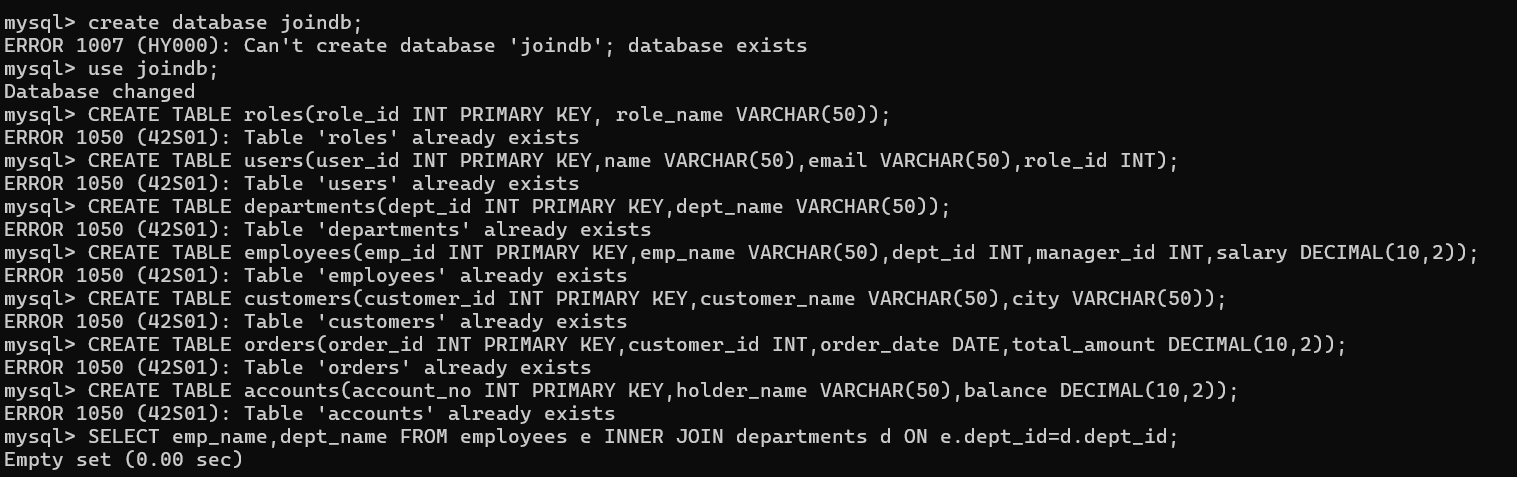 mysql> create database joindb;
ERROR 1007 (HY000): Can't create database 'joindb'; database exists
mysql> use joindb;
Database changed
mysql> CREATE TABLE roles(role_id INT PRIMARY KEY, role_name VARCHAR(50));
ERROR 1050 (42S01): Table 'roles' already exists
mysql> CREATE TABLE users(user_id INT PRIMARY KEY,name VARCHAR(50),email VARCHAR(50),role_id INT);
ERROR 1050 (42S01): Table 'users' already exists
mysql> CREATE TABLE departments(dept_id INT PRIMARY KEY,dept_name VARCHAR(50));
ERROR 1050 (42S01): Table 'departments' already exists
mysql> CREATE TABLE employees(emp_id INT PRIMARY KEY,emp_name VARCHAR(50),dept_id INT,manager_id INT,salary DECIMAL(10,2));
ERROR 1050 (42S01): Table 'employees' already exists
mysql> CREATE TABLE customers(customer_id INT PRIMARY KEY,customer_name VARCHAR(50),city VARCHAR(50));
ERROR 1050 (42S01): Table 'customers' already exists
mysql> CREATE TABLE orders(order_id INT PRIMARY KEY,customer_id INT,order_date DATE,total_amount DECIMAL(10,2));
ERROR 1050 (42S01): Table 'orders' already exists
mysql> CREATE TABLE accounts(account_no INT PRIMARY KEY,holder_name VARCHAR(50),balance DECIMAL(10,2));
ERROR 1050 (42S01): Table 'accounts' already exists
mysql> SELECT emp_name,dept_name FROM employees e INNER JOIN departments d ON e.dept_id=d.dept_id;
Empty set (0.00 sec)